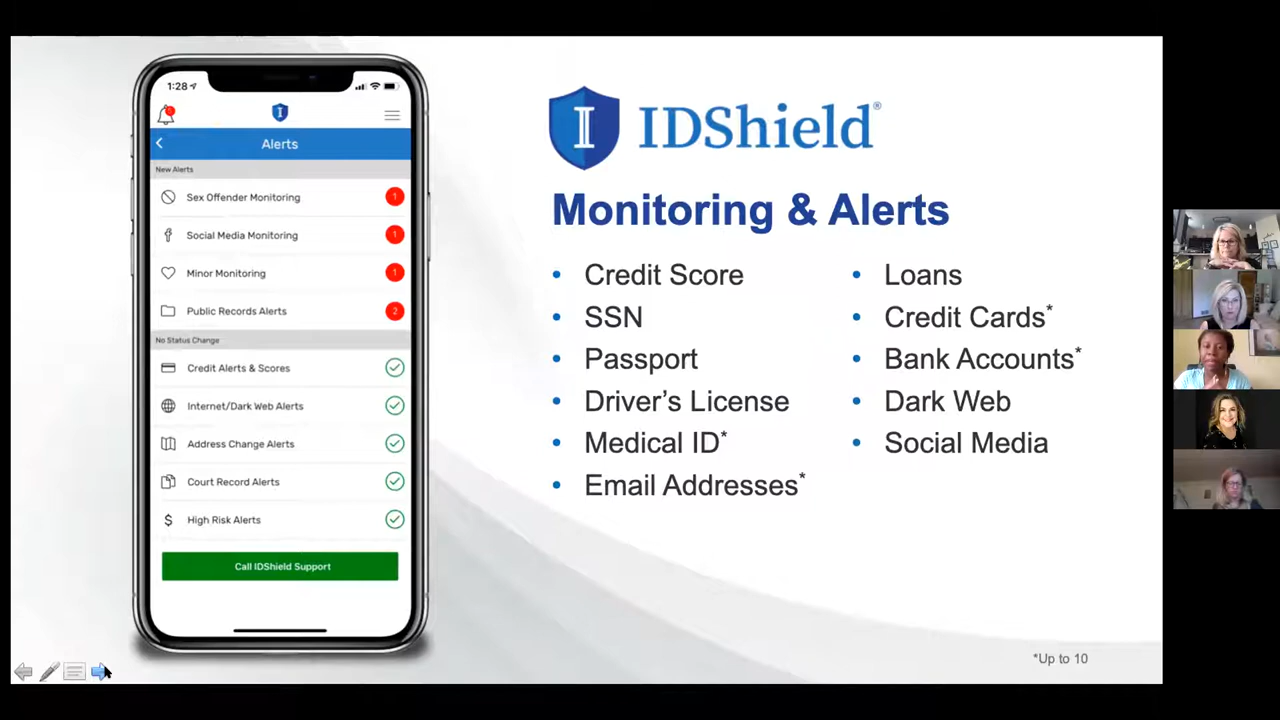 1:28
Alerts
New Alerts
Sex Offender Monitoring 1
Social Media Monitoring 1
Minor Monitoring 1
Public Records Alerts 2
No Status Change
Credit Alerts & Scores
Internet/Dark Web Alerts
Address Change Alerts
Court Record Alerts
$ High Risk Alerts
Call IDShield Support
I IDShield®
Monitoring & Alerts
• Credit Score
• SSN
• Passport
• Driver's License
• Medical ID*
• Email Addresses*
• Loans
• Credit Cards*
• Bank Accounts*
• Dark Web
• Social Media
*Up to 10